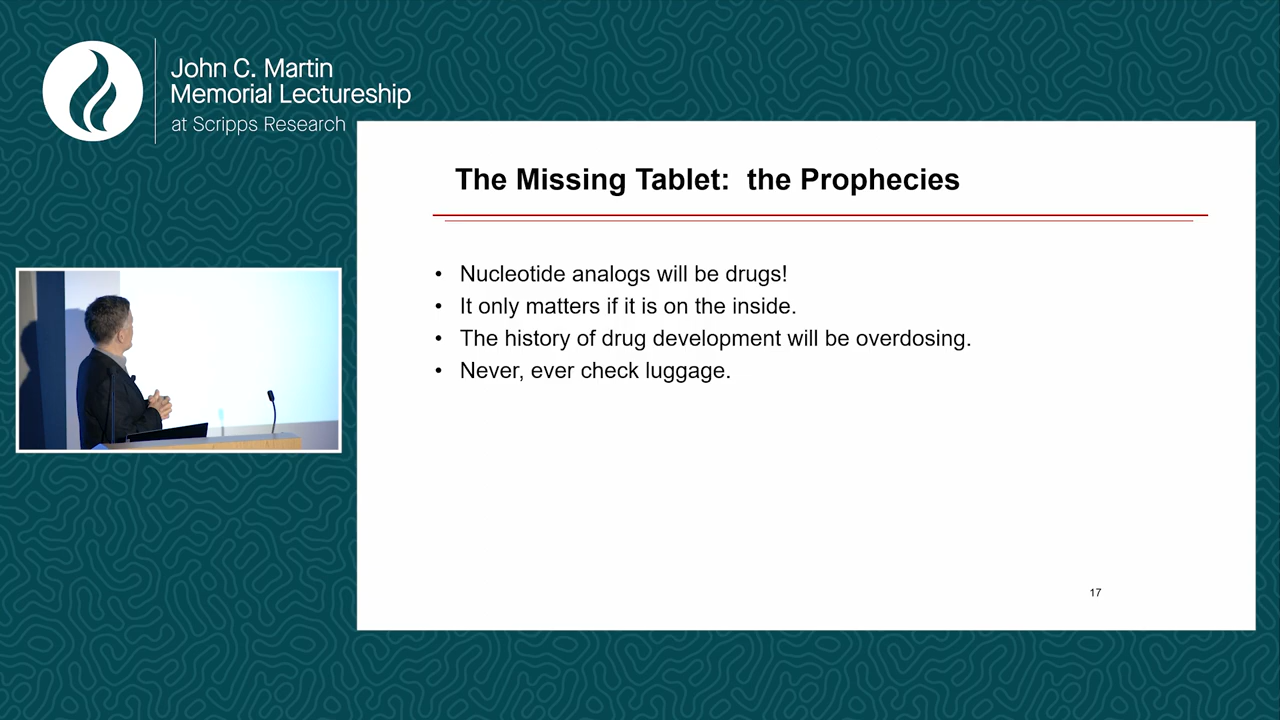 John C. Martin
Memorial Lectureship
at Scripps Research
The Missing Tablet:  the Prophecies
• Nucleotide analogs will be drugs!
• It only matters if it is on the inside.
• The history of drug development will be overdosing.
• Never, ever check luggage.
17